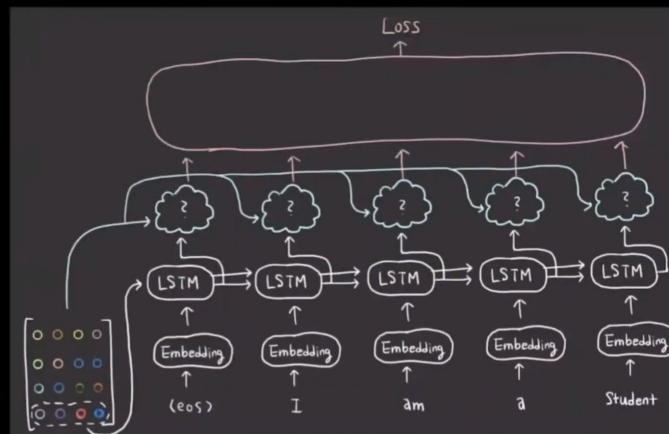 Loss
? ? ? ? ?
LSTM LSTM LSTM LSTM LSTM
Embedding Embedding Embedding Embedding Embedding
(eos) I am a Student